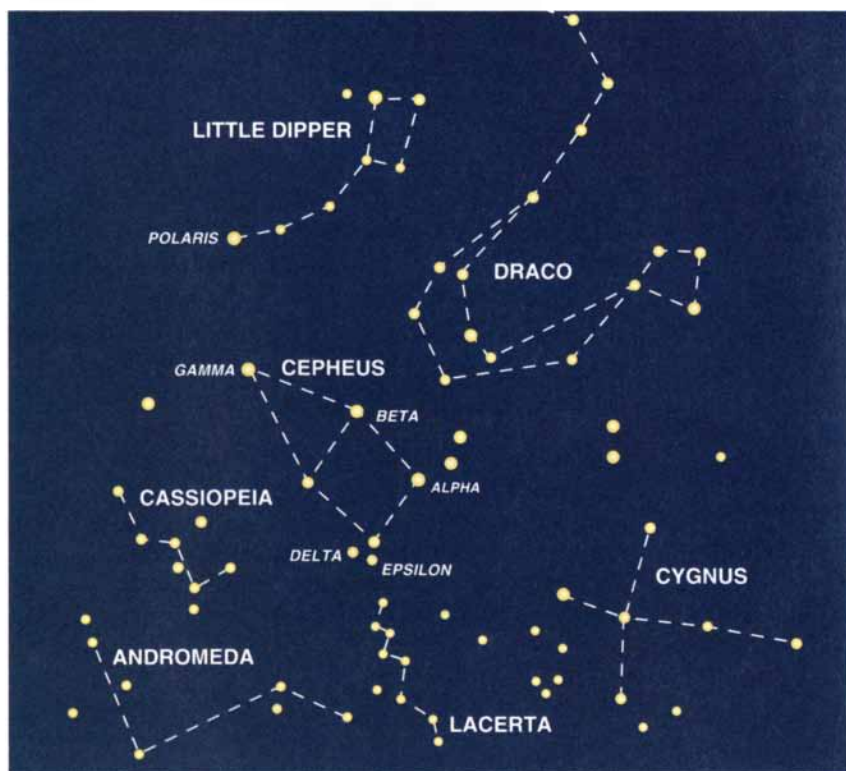 LITTLE DIPPER
POLARIS
DRACO
GAMMA
CEPHEUS
BETA
CASSIOPEIA
ALPHA
DELTA
EPSILON
CYGNUS
ANDROMEDA
LACERTA